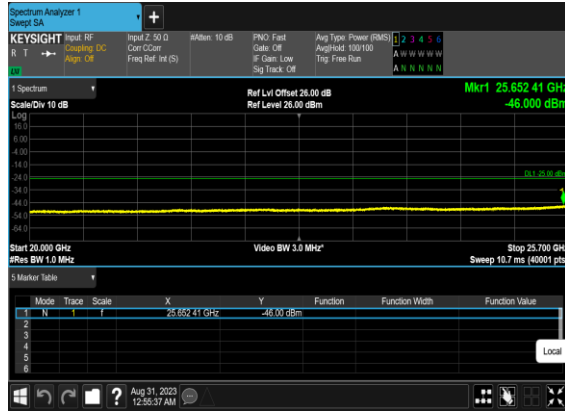 Spectrum Analyzer 1
Swept SA
+
KEYSIGHT Input: RF Input Z: 50 Ω #Atten: 10 dB PNO: Fast Avg Type: Power (RMS) 1 2 3 4 5 6
R T Coupling: DC Corr CCorr Gate: Off Avg|Hold: 100/100 A W W W W W
Align: Off Freq Ref: Int (S) IF Gain: Low Trig: Free Run
Sig Track: Off A N N N N N
1 Spectrum
Scale/Div 10 dB
Ref Lvl Offset 26.00 dB
Ref Level 26.00 dBm
Mkr1 25.652 41 GHz
-46.000 dBm
Log
16.0
6.00
-4.00
-14.0
-24.0
-34.0
-44.0
-54.0
-64.0
DL1 -25.00 dBm
1
Start 20.000 GHz Video BW 3.0 MHz* Stop 25.700 GHz
#Res BW 1.0 MHz Sweep 10.7 ms (40001 pts
5 Marker Table
Mode Trace Scale X Y Function Function Width Function Value
1 N 1 f 25.652 41 GHz -46.00 dBm
2
3
4
5
6
Local
? Aug 31, 2023
12:55:37 AM